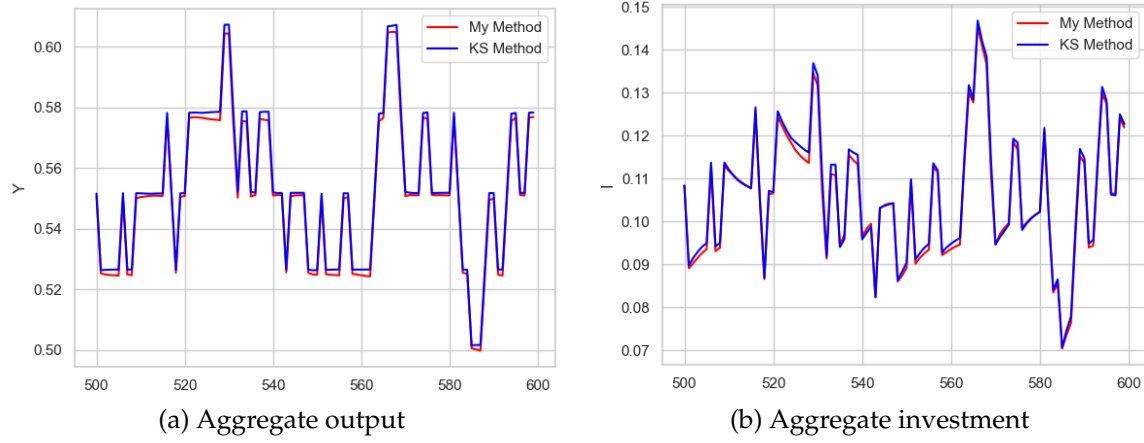 My Method
KS Method
0.60
0.58
0.56
0.54
0.52
0.50
Y
500 520 540 560 580 600
(a) Aggregate output
My Method
KS Method
0.15
0.14
0.13
0.12
0.11
0.10
0.09
0.08
0.07
I
500 520 540 560 580 600
(b) Aggregate investment